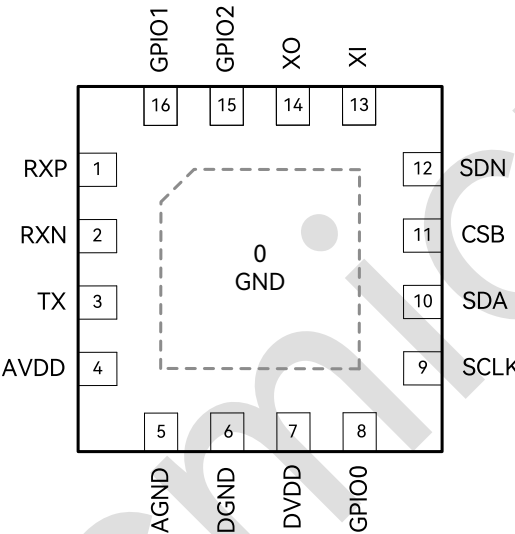 GPIO1 GPIO2 XO XI
16 15 14 13
RXP 1 12 SDN
RXN 2 11 CSB
0
GND
TX 3 10 SDA
AVDD 4 9 SCLK
5 6 7 8
AGND DGND DVDD GPIO0
mic